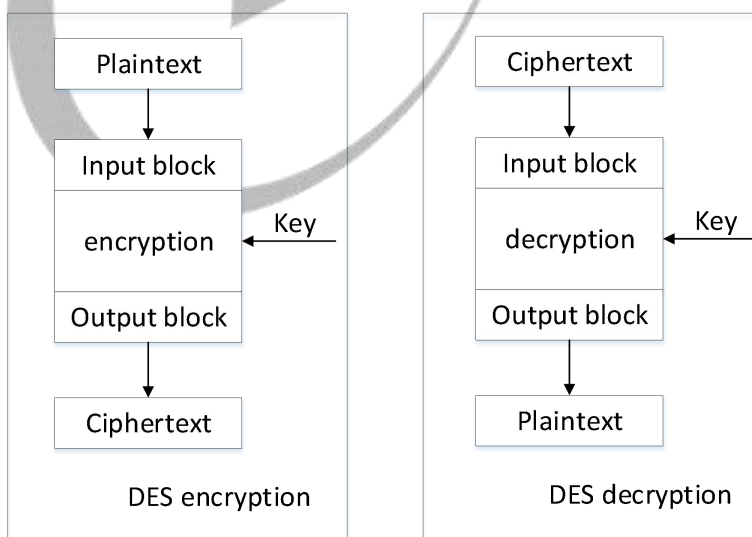 Plaintext
Input block
encryption
Key
Output block
Ciphertext
DES encryption
Ciphertext
Input block
decryption
Key
Output block
Plaintext
DES decryption